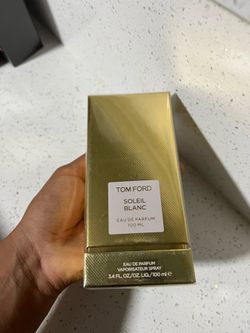 TOM FORD
SOLEIL
BLANC
EAU DE PARFUM
100 ML
EAU DE PARFUM
VAPORISATEUR SPRAY
3.4 FL.OZ./OZ.LIQ./100 ml ℮